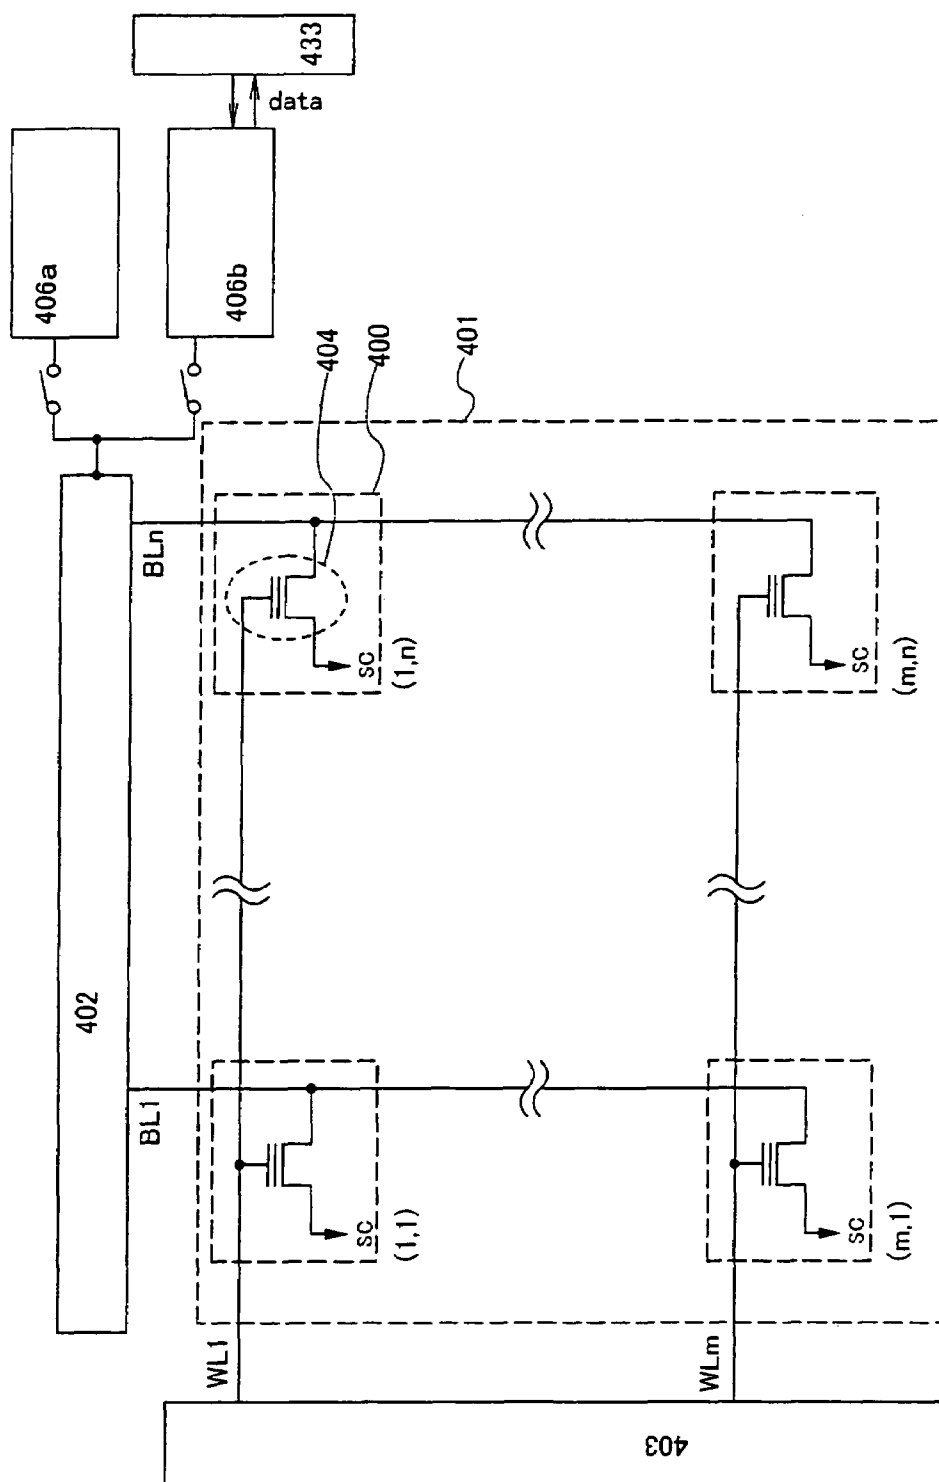 433
data
406a
406b
404
400
401
402
BL1
BLn
WL1
SC
(1,1)
SC
(1,n)
WLm
SC
(m,1)
SC
(m,n)
403